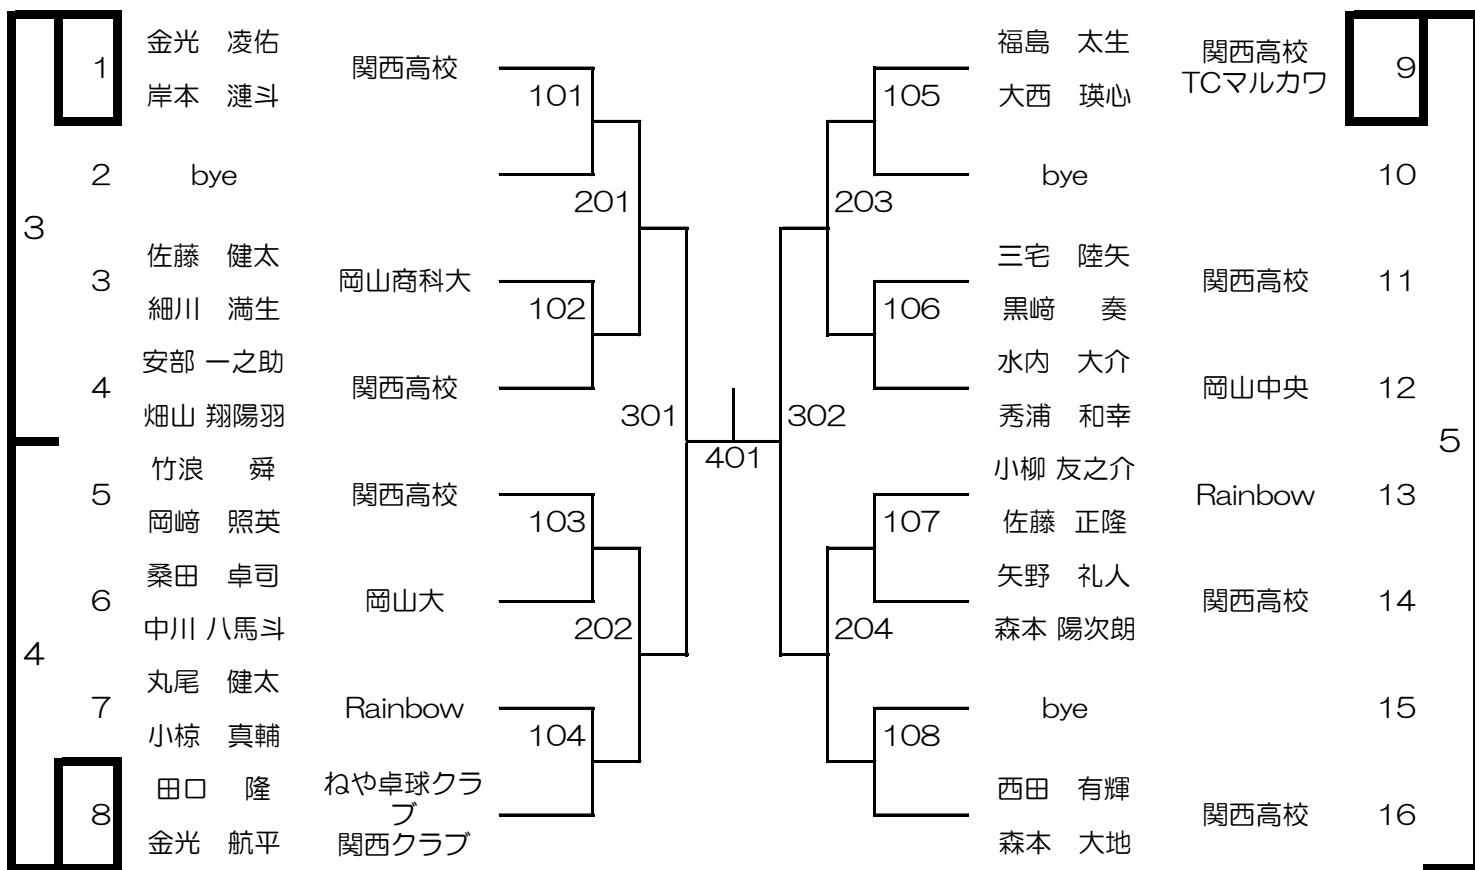 1
金光　凌佑
岸本　漣斗
関西高校
101
2
bye
201
3
3
佐藤　健太
細川　満生
岡山商科大
102
4
安部 一之助
畑山 翔陽羽
関西高校
301
5
竹浪　　舜
岡﨑　照英
関西高校
103
6
桑田　卓司
中川 八馬斗
岡山大
202
4
7
丸尾　健太
小椋　真輔
Rainbow
104
8
田口　隆
金光　航平
ねや卓球クラ
ブ
関西クラブ
401
105
福島　太生
大西　瑛心
関西高校
TCマルカワ
9
203
bye
10
106
三宅　陸矢
黒﨑　　奏
関西高校
11
302
水内　大介
秀浦　和幸
岡山中央
12
5
107
小柳 友之介
佐藤 正隆
Rainbow
13
204
矢野　礼人
森本 陽次朗
関西高校
14
108
bye
15
西田　有輝
森本　大地
関西高校
16